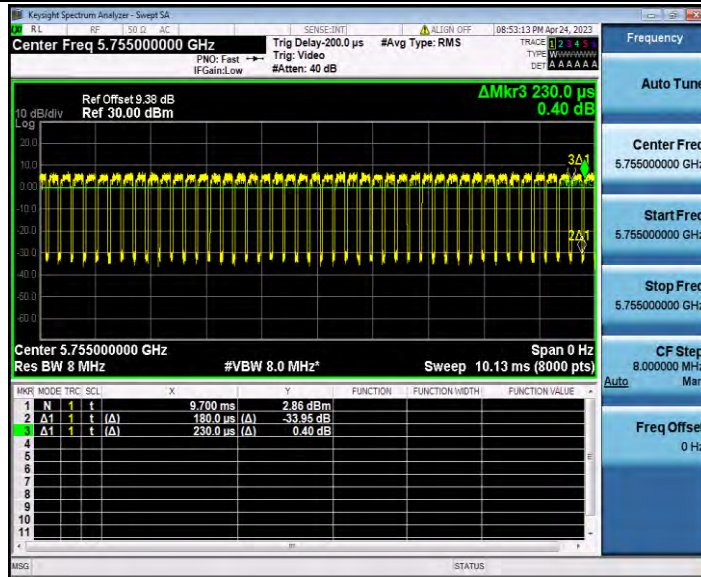 Keysight Spectrum Analyzer - Swept SA
RL RF 50 Ω AC SENSE:INT ALIGN OFF 08:53:13 PM Apr 24, 2023
Center Freq 5.755000000 GHz
PNO: Fast
IFGain:Low
Trig Delay-200.0 µs
Trig: Video
#Atten: 40 dB
#Avg Type: RMS
TRACE 1 2 3 4 5 6
TYPE W
DET A A A A A A
Ref Offset 9.38 dB
Ref 30.00 dBm
10 dB/div
Log
ΔMkr3 230.0 µs
0.40 dB
20.0
10.0
0.00
-10.0
-20.0
-30.0
-40.0
-50.0
-60.0
3Δ1
2Δ1
Center 5.755000000 GHz
Span 0 Hz
Res BW 8 MHz
#VBW 8.0 MHz*
Sweep 10.13 ms (8000 pts)
MKR MODE TRC SCL X Y FUNCTION FUNCTION WIDTH FUNCTION VALUE
1 N 1 t 9.700 ms 2.86 dBm
2 Δ1 1 t (Δ) 180.0 µs (Δ) -33.95 dB
3 Δ1 1 t (Δ) 230.0 µs (Δ) 0.40 dB
4
5
6
7
8
9
10
11
MSG
STATUS
Frequency
Auto Tune
Center Freq
5.755000000 GHz
Start Freq
5.755000000 GHz
Stop Freq
5.755000000 GHz
CF Step
8.000000 MHz
Auto Man
Freq Offset
0 Hz